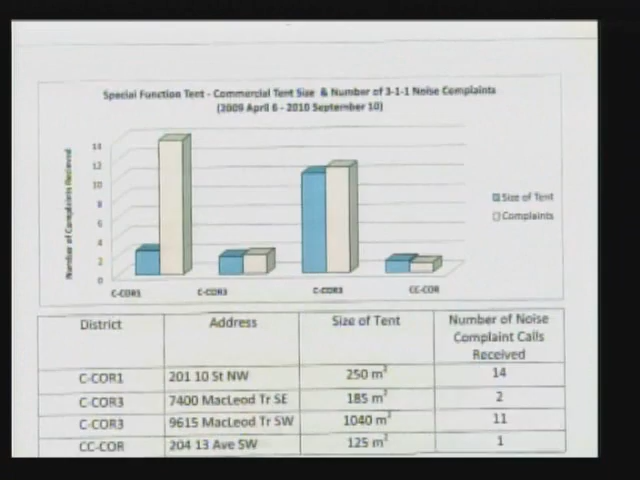 Special Function Tent - Commercial Tent Size & Number of 3-1-1 Noise Complaints
(2009 April 6 - 2010 September 10)
Number of Complaints Received
14
12
10
8
6
4
2
0
C-COR1 C-COR3 C-COR3 CC-COR
Size of Tent
Complaints
District Address Size of Tent Number of Noise
Complaint Calls
Received
C-COR1 201 10 St NW 250 m² 14
C-COR3 7400 MacLeod Tr SE 185 m² 2
C-COR3 9615 MacLeod Tr SW 1040 m² 11
CC-COR 204 13 Ave SW 125 m² 1